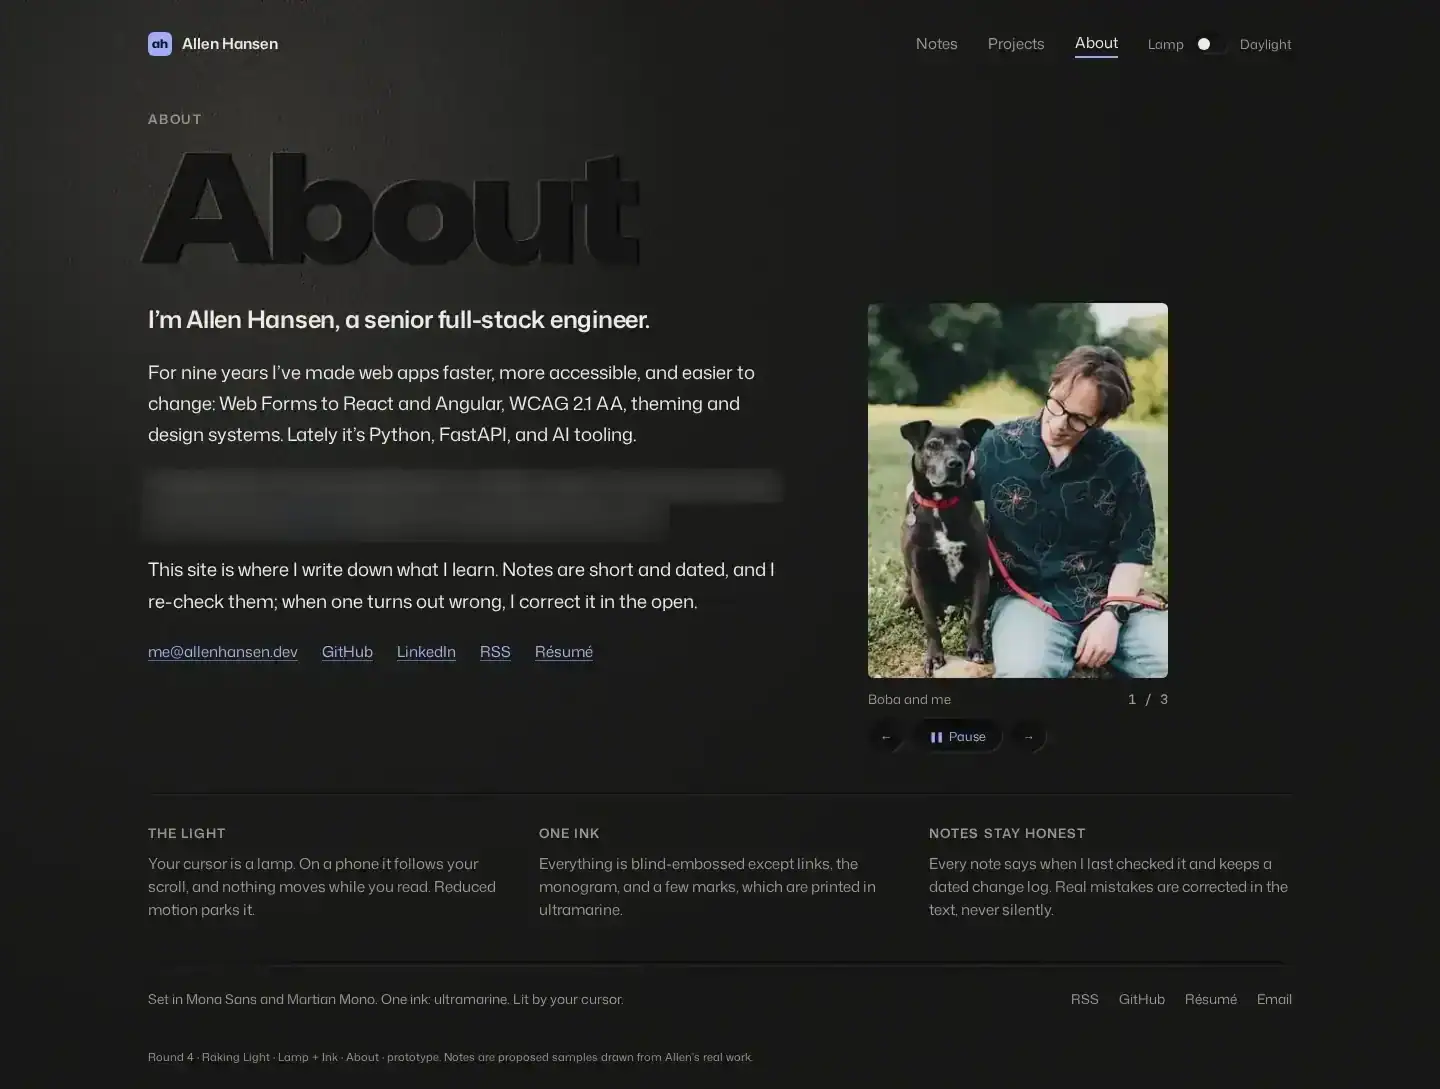 ah Allen Hansen
Notes Projects About Lamp Daylight
ABOUT
About
I'm Allen Hansen, a senior full-stack engineer.
For nine years I've made web apps faster, more accessible, and easier to
change: Web Forms to React and Angular, WCAG 2.1 AA, theming and
design systems. Lately it's Python, FastAPI, and AI tooling.
This site is where I write down what I learn. Notes are short and dated, and I
re-check them; when one turns out wrong, I correct it in the open.
me@allenhansen.dev GitHub LinkedIn RSS Résumé
Boba and me 1 / 3
← Pause →
THE LIGHT
Your cursor is a lamp. On a phone it follows your
scroll, and nothing moves while you read. Reduced
motion parks it.
ONE INK
Everything is blind-embossed except links, the
monogram, and a few marks, which are printed in
ultramarine.
NOTES STAY HONEST
Every note says when I last checked it and keeps a
dated change log. Real mistakes are corrected in the
text, never silently.
Set in Mona Sans and Martian Mono. One ink: ultramarine. Lit by your cursor.
RSS GitHub Résumé Email
Round 4 · Raking Light · Lamp + Ink · About · prototype. Notes are proposed samples drawn from Allen's real work.